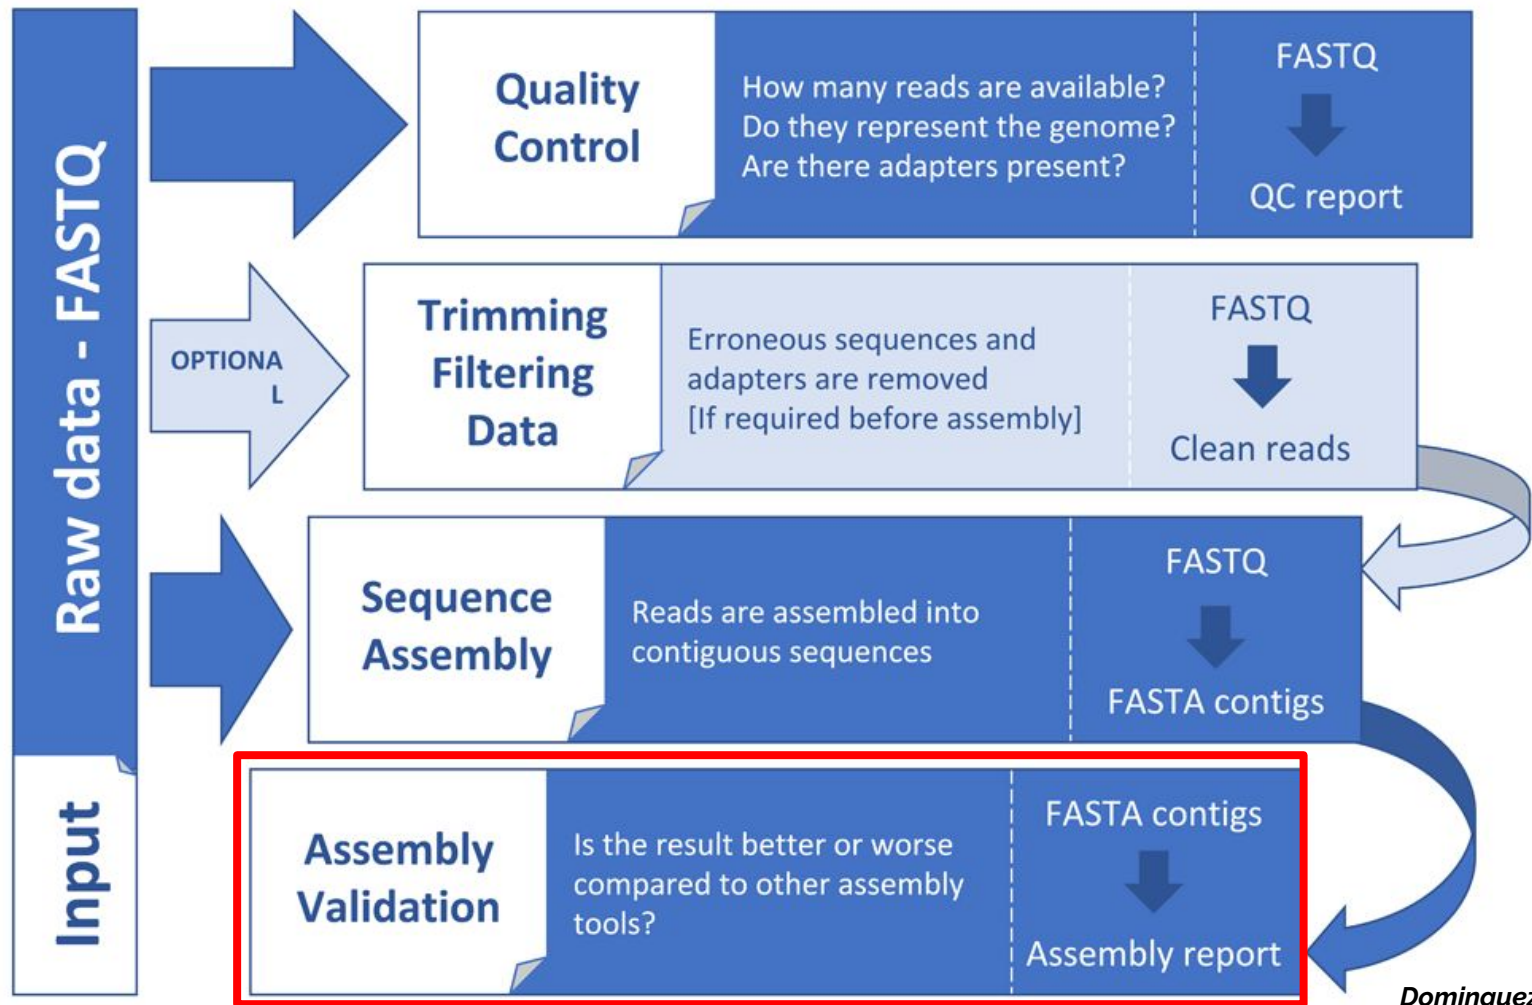 Raw data - FASTQ
Input
Quality
Control
How many reads are available?
Do they represent the genome?
Are there adapters present?
FASTQ
QC report
OPTIONA
L
Trimming
Filtering
Data
Erroneous sequences and
adapters are removed
[If required before assembly]
FASTQ
Clean reads
Sequence
Assembly
Reads are assembled into
contiguous sequences
FASTQ
FASTA contigs
Assembly
Validation
Is the result better or worse
compared to other assembly
tools?
FASTA contigs
Assembly report
Dominguez